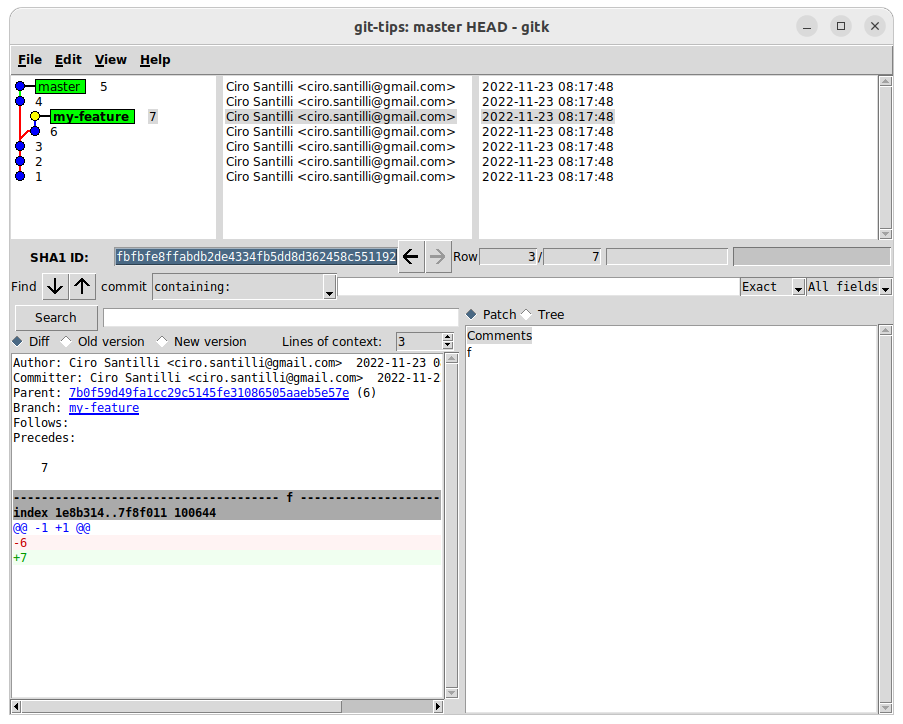 git-tips: master HEAD - gitk
File Edit View Help
master 5 Ciro Santilli <ciro.santilli@gmail.com> 2022-11-23 08:17:48
4 Ciro Santilli <ciro.santilli@gmail.com> 2022-11-23 08:17:48
my-feature 7 Ciro Santilli <ciro.santilli@gmail.com> 2022-11-23 08:17:48
6 Ciro Santilli <ciro.santilli@gmail.com> 2022-11-23 08:17:48
3 Ciro Santilli <ciro.santilli@gmail.com> 2022-11-23 08:17:48
2 Ciro Santilli <ciro.santilli@gmail.com> 2022-11-23 08:17:48
1 Ciro Santilli <ciro.santilli@gmail.com> 2022-11-23 08:17:48
SHA1 ID: fbfbfe8ffabdb2de4334fb5dd8d362458c551192 Row 3 / 7
Find commit containing: Exact All fields
Search
Diff Old version New version Lines of context: 3
Author: Ciro Santilli <ciro.santilli@gmail.com> 2022-11-23 0
Committer: Ciro Santilli <ciro.santilli@gmail.com> 2022-11-2
Parent: 7b0f59d49fa1cc29c5145fe31086505aaeb5e57e (6)
Branch: my-feature
Follows:
Precedes:
7
-------------------------------------- f --------------------
index 1e8b314..7f8f011 100644
@@ -1 +1 @@
-6
+7
Patch Tree
Comments
f